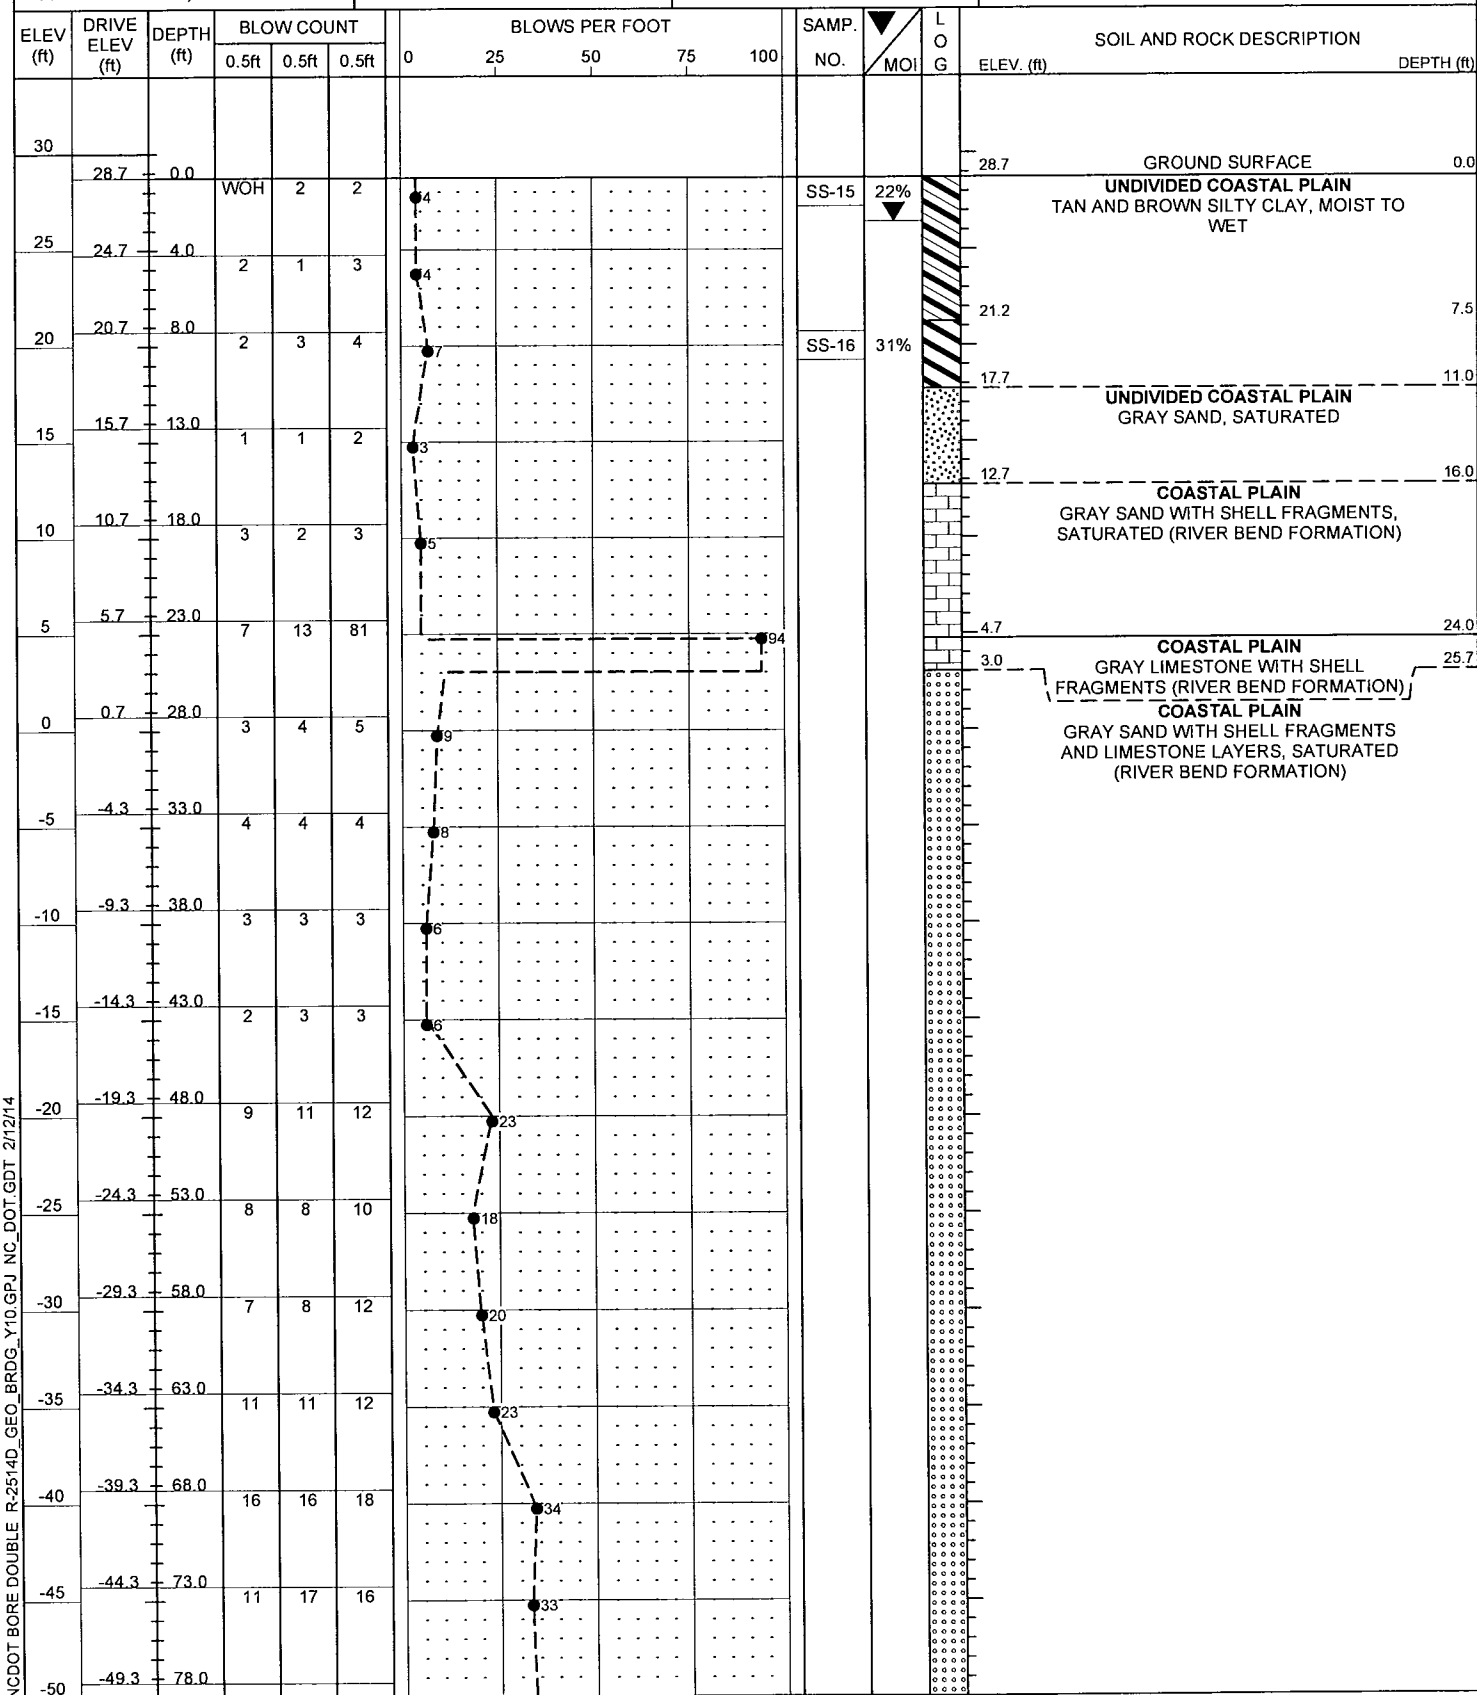 ELEV (ft) DRIVE ELEV (ft) DEPTH (ft) BLOW COUNT BLOWS PER FOOT SAMP. NO. MOI LOG SOIL AND ROCK DESCRIPTION
0.5ft 0.5ft 0.5ft 0 25 50 75 100 ELEV. (ft) DEPTH (ft)
30
28.7 0.0 28.7 GROUND SURFACE 0.0
WOH 2 2 4 SS-15 22% UNDIVIDED COASTAL PLAIN
TAN AND BROWN SILTY CLAY, MOIST TO
WET
25
24.7 4.0
2 1 3 4
21.2 7.5
20.7 8.0
20 2 3 4 7 SS-16 31%
17.7 11.0
UNDIVIDED COASTAL PLAIN
GRAY SAND, SATURATED
15.7 13.0
15 1 1 2 3
12.7 16.0
COASTAL PLAIN
GRAY SAND WITH SHELL FRAGMENTS,
SATURATED (RIVER BEND FORMATION)
10.7 18.0
10 3 2 3 5
5.7 23.0
5 7 13 81 94 4.7 24.0
COASTAL PLAIN
3.0 GRAY LIMESTONE WITH SHELL 25.7
FRAGMENTS (RIVER BEND FORMATION)
0.7 28.0 COASTAL PLAIN
0 3 4 5 9 GRAY SAND WITH SHELL FRAGMENTS
AND LIMESTONE LAYERS, SATURATED
(RIVER BEND FORMATION)
-4.3 33.0
-5 4 4 4 8
-9.3 38.0
-10 3 3 3 6
-14.3 43.0
-15 2 3 3 6
-19.3 48.0
-20 9 11 12 23
-24.3 53.0
-25 8 8 10 18
-29.3 58.0
-30 7 8 12 20
-34.3 63.0
-35 11 11 12 23
-39.3 68.0
-40 16 16 18 34
-44.3 73.0
-45 11 17 16 33
-49.3 78.0
-50
NCDOT BORE DOUBLE R-2514D_GEO_BRDG_Y10.GPJ NC_DOT.GDT 2/12/14